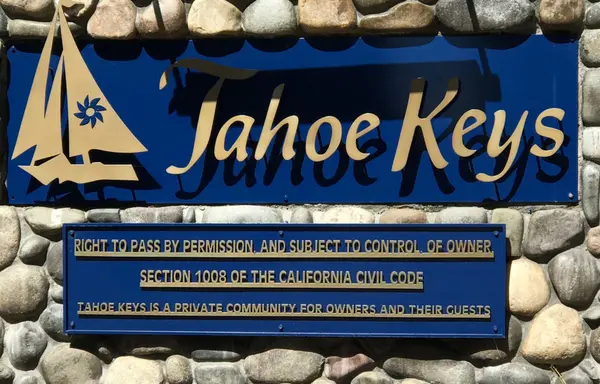 Tahoe Keys
RIGHT TO PASS BY PERMISSION, AND SUBJECT TO CONTROL, OF OWNER
SECTION 1008 OF THE CALIFORNIA CIVIL CODE
TAHOE KEYS IS A PRIVATE COMMUNITY FOR OWNERS AND THEIR GUESTS